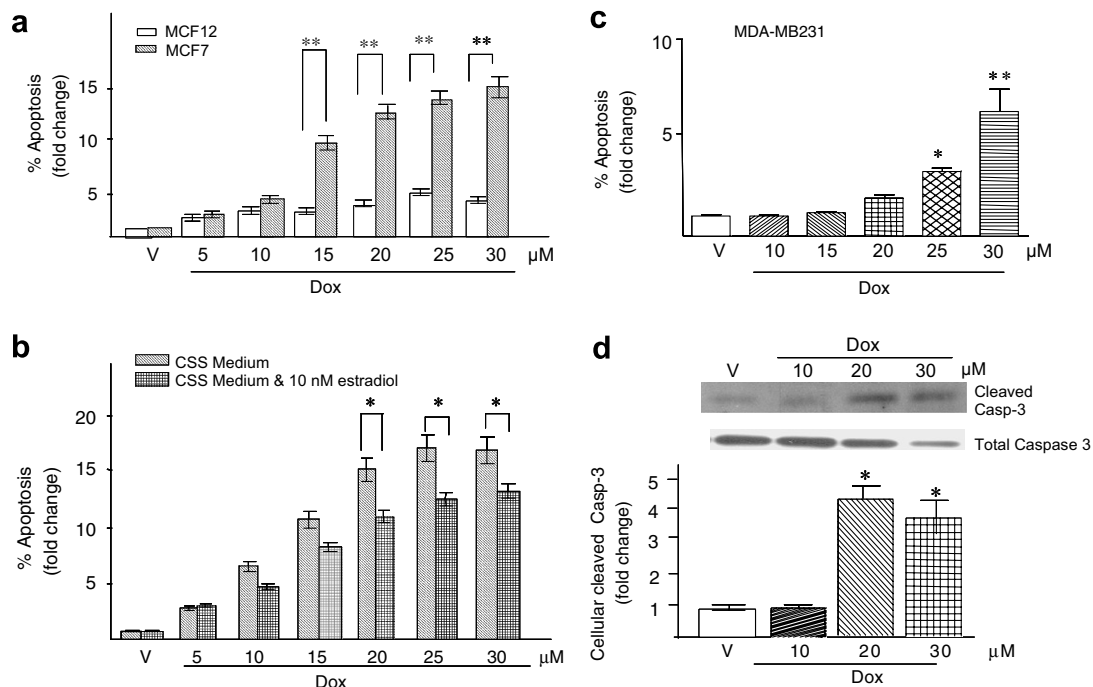 a
MCF12
MCF7
** ** ** **
% Apoptosis
(fold change)
15
10
5
V 5 10 15 20 25 30 µM
Dox
b
CSS Medium
CSS Medium & 10 nM estradiol
* * *
% Apoptosis
(fold change)
20
15
10
5
V 5 10 15 20 25 30 µM
Dox
c
MDA-MB231
* **
% Apoptosis
(fold change)
10
5
V 10 15 20 25 30 µM
Dox
d
Dox
V 10 20 30 µM
Cleaved
Casp-3
Total Caspase 3
* *
Cellular cleaved Casp-3
(fold change)
5
4
3
2
1
V 10 20 30 µM
Dox